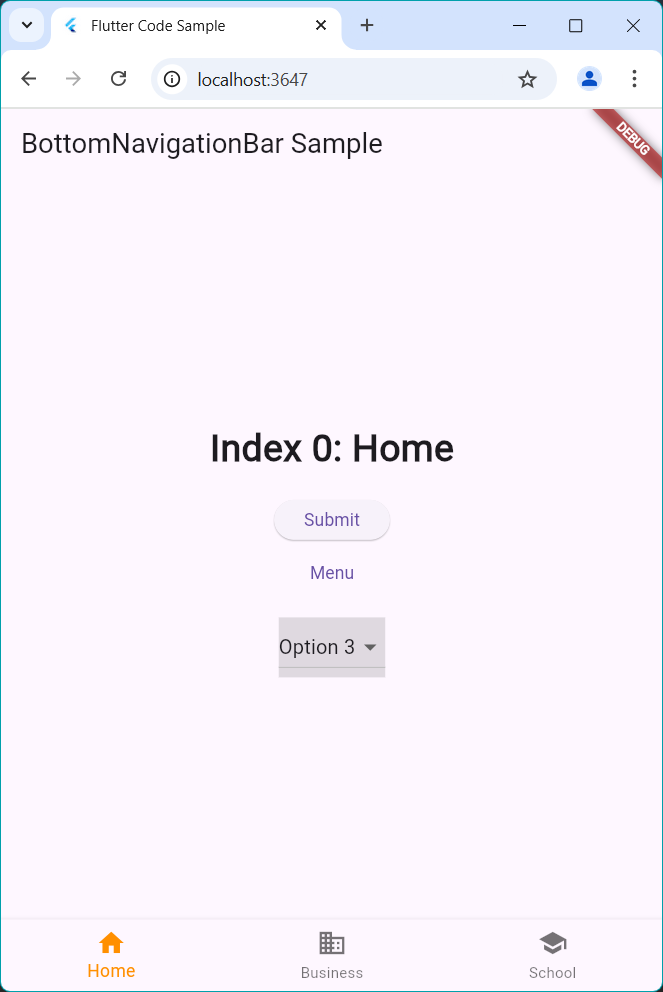 Flutter Code Sample
localhost:3647
DEBUG
BottomNavigationBar Sample
Index 0: Home
Submit
Menu
Option 3
Home
Business
School